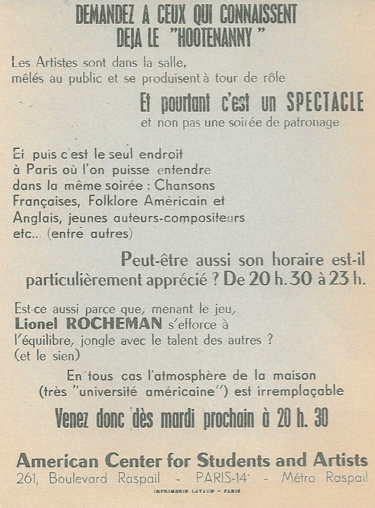 DEMANDEZ A CEUX QUI CONNAISSENT
DEJA LE "HOOTENANNY"
Les Artistes sont dans la salle,
mêlés au public et se produisent à tour de rôle
Et pourtant c'est un SPECTACLE
et non pas une soirée de patronage
Et puis c'est le seul endroit
à Paris où l'on puisse entendre
dans la même soirée : Chansons
Françaises, Folklore Américain et
Anglais, jeunes auteurs-compositeurs
etc... (entre autres)
Peut-être aussi son horaire est-il
particulièrement apprécié ? De 20 h. 30 à 23 h.
Est-ce aussi parce que, menant le jeu,
Lionel ROCHEMAN s'efforce à
l'équilibre, jongle avec le talent des autres ?
(et le sien)
En tous cas l'atmosphère de la maison
(très "université américaine") est irremplaçable
Venez donc dès mardi prochain à 20 h. 30
American Center for Students and Artists
261, Boulevard Raspail - PARIS-14e - Métro Raspail
IMPRIMERIE LAVAUR - PARIS